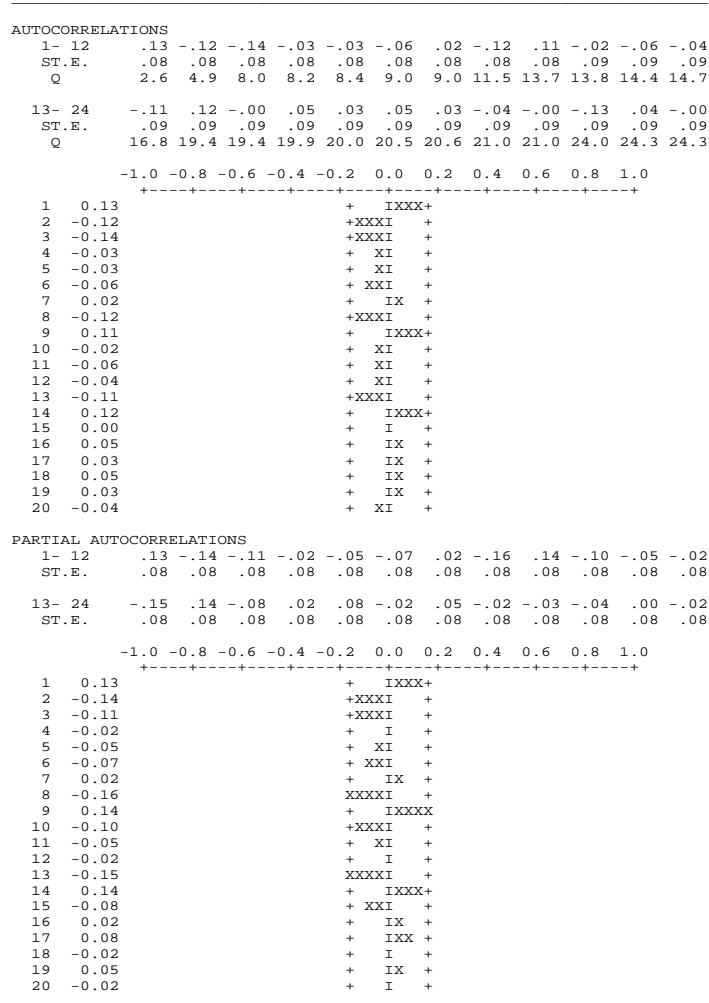 AUTOCORRELATIONS
1- 12 .13 -.12 -.14 -.03 -.03 -.06 .02 -.12 .11 -.02 -.06 -.04
ST.E. .08 .08 .08 .08 .08 .08 .08 .08 .08 .09 .09 .09
Q 2.6 4.9 8.0 8.2 8.4 9.0 9.0 11.5 13.7 13.8 14.4 14.7
13- 24 -.11 .12 -.00 .05 .03 .05 .03 -.04 -.00 -.13 .04 -.00
ST.E. .09 .09 .09 .09 .09 .09 .09 .09 .09 .09 .09 .09
Q 16.8 19.4 19.4 19.9 20.0 20.5 20.6 21.0 21.0 24.0 24.3 24.3
-1.0 -0.8 -0.6 -0.4 -0.2 0.0 0.2 0.4 0.6 0.8 1.0
+----+----+----+----+----+----+----+----+----+----+
1 0.13 + IXXX+
2 -0.12 +XXXI +
3 -0.14 +XXXI +
4 -0.03 + XI +
5 -0.03 + XI +
6 -0.06 + XXI +
7 0.02 + IX +
8 -0.12 +XXXI +
9 0.11 + IXXX+
10 -0.02 + XI +
11 -0.06 + XI +
12 -0.04 + XI +
13 -0.11 +XXXI +
14 0.12 + IXXX+
15 0.00 + I +
16 0.05 + IX +
17 0.03 + IX +
18 0.05 + IX +
19 0.03 + IX +
20 -0.04 + XI +
PARTIAL AUTOCORRELATIONS
1- 12 .13 -.14 -.11 -.02 -.05 -.07 .02 -.16 .14 -.10 -.05 -.02
ST.E. .08 .08 .08 .08 .08 .08 .08 .08 .08 .08 .08 .08
13- 24 -.15 .14 -.08 .02 .08 -.02 .05 -.02 -.03 -.04 .00 -.02
ST.E. .08 .08 .08 .08 .08 .08 .08 .08 .08 .08 .08 .08
-1.0 -0.8 -0.6 -0.4 -0.2 0.0 0.2 0.4 0.6 0.8 1.0
+----+----+----+----+----+----+----+----+----+----+
1 0.13 + IXXX+
2 -0.14 +XXXI +
3 -0.11 +XXXI +
4 -0.02 + I +
5 -0.05 + XI +
6 -0.07 + XXI +
7 0.02 + IX +
8 -0.16 XXXXI +
9 0.14 + IXXXX
10 -0.10 +XXXI +
11 -0.05 + XI +
12 -0.02 + I +
13 -0.15 XXXXI +
14 0.14 + IXXX+
15 -0.08 + XXI +
16 0.02 + IX +
17 0.08 + IXX +
18 -0.02 + I +
19 0.05 + IX +
20 -0.02 + I +